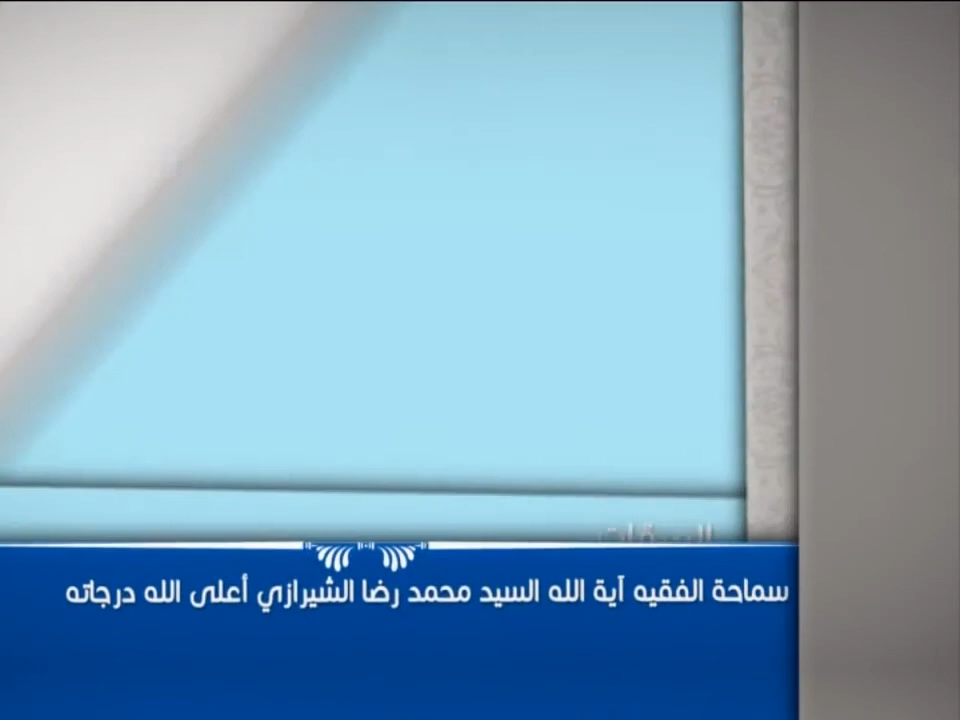 سماحة الفقيه آية الله السيد محمد رضا الشيرازي أعلى الله درجاته